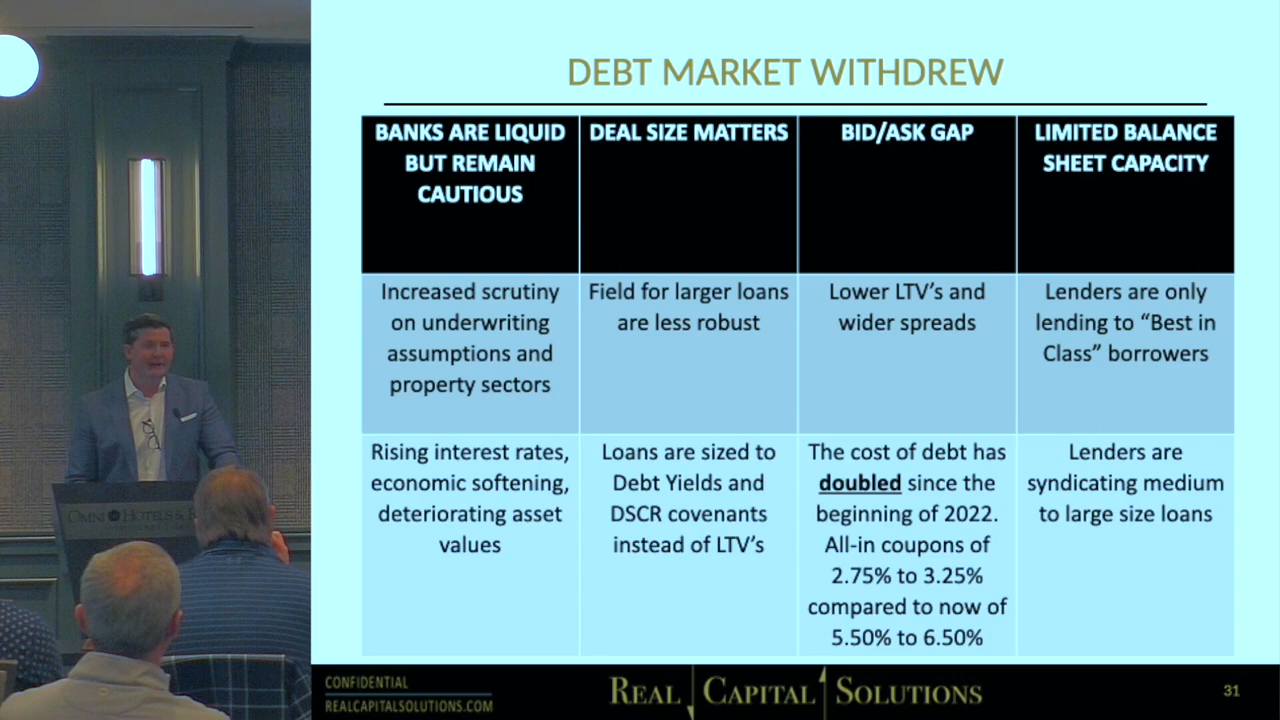 DEBT MARKET WITHDREW
BANKS ARE LIQUID
BUT REMAIN
CAUTIOUS
DEAL SIZE MATTERS
BID/ASK GAP
LIMITED BALANCE
SHEET CAPACITY
Increased scrutiny
on underwriting
assumptions and
property sectors
Field for larger loans
are less robust
Lower LTV’s and
wider spreads
Lenders are only
lending to “Best in
Class” borrowers
Rising interest rates,
economic softening,
deteriorating asset
values
Loans are sized to
Debt Yields and
DSCR covenants
instead of LTV’s
The cost of debt has
doubled since the
beginning of 2022.
All-in coupons of
2.75% to 3.25%
compared to now of
5.50% to 6.50%
Lenders are
syndicating medium
to large size loans
OMNI HOTELS &
CONFIDENTIAL
REALCAPITALSOLUTIONS.COM
REAL CAPITAL SOLUTIONS
31